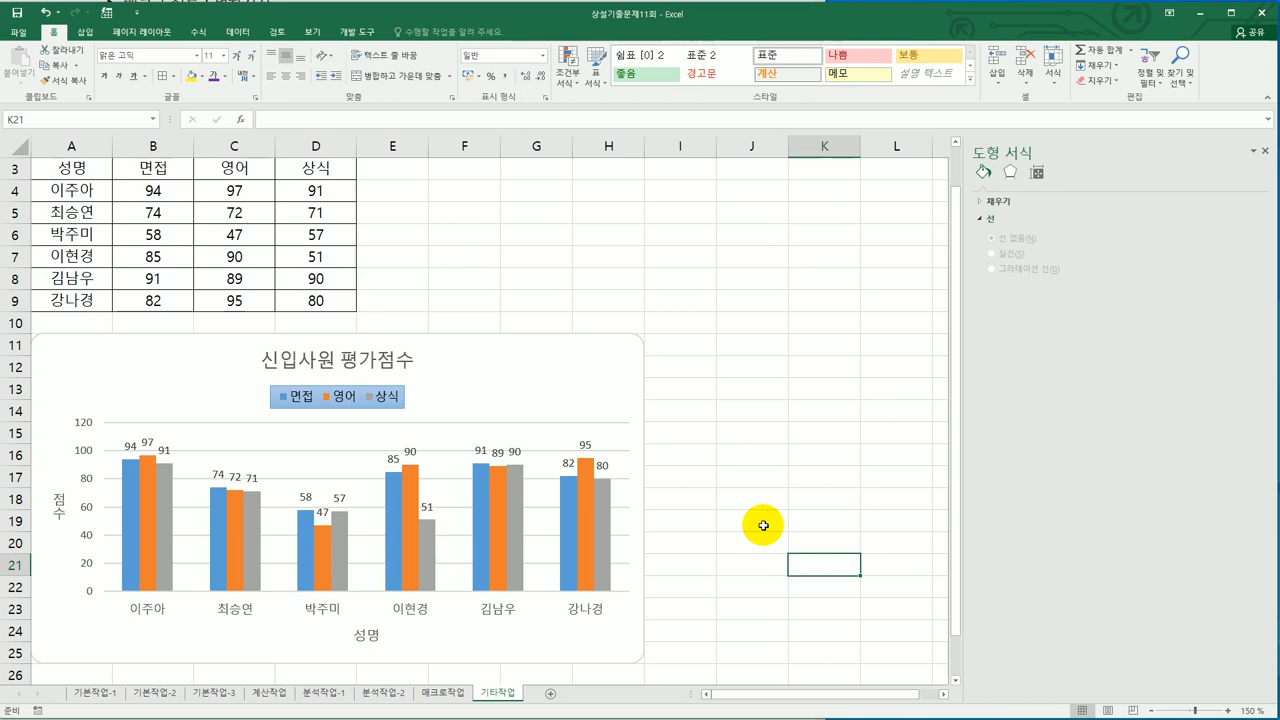 상설기출문제11회 - Excel
파일 홈 삽입 페이지 레이아웃 수식 데이터 검토 보기 개발 도구 수행할 작업을 알려 주세요. 공유
붙여넣기 잘라내기 복사 서식 복사
클립보드
맑은 고딕 11
가 가 가
글꼴
텍스트 줄 바꿈
병합하고 가운데 맞춤
맞춤
일반
%
표시 형식
조건부 서식 표 서식
쉼표 [0] 2 표준 2 표준 나쁨 보통
좋음 경고문 계산 메모 설명 텍스트
스타일
삽입 삭제 서식
셀
자동 합계
채우기
지우기
정렬 및 필터 찾기 및 선택
편집
K21 fx
A B C D E F G H I J K L
3 성명 면접 영어 상식
4 이주아 94 97 91
5 최승연 74 72 71
6 박주미 58 47 57
7 이현경 85 90 51
8 김남우 91 89 90
9 강나경 82 95 80
10
11
12
13
14
15
16
17
18
19
20
21
22
23
24
25
26
신입사원 평가점수
면접 영어 상식
120
100
80
60
40
20
0
점수
94 97 91
74 72 71
58 47 57
85 90 51
91 89 90
82 95 80
이주아 최승연 박주미 이현경 김남우 강나경
성명
도형 서식
채우기
선
선 없음(N)
실선(S)
그라데이션 선(G)
기본작업-1 기본작업-2 기본작업-3 계산작업 분석작업-1 분석작업-2 매크로작업 기타작업
준비 150 %